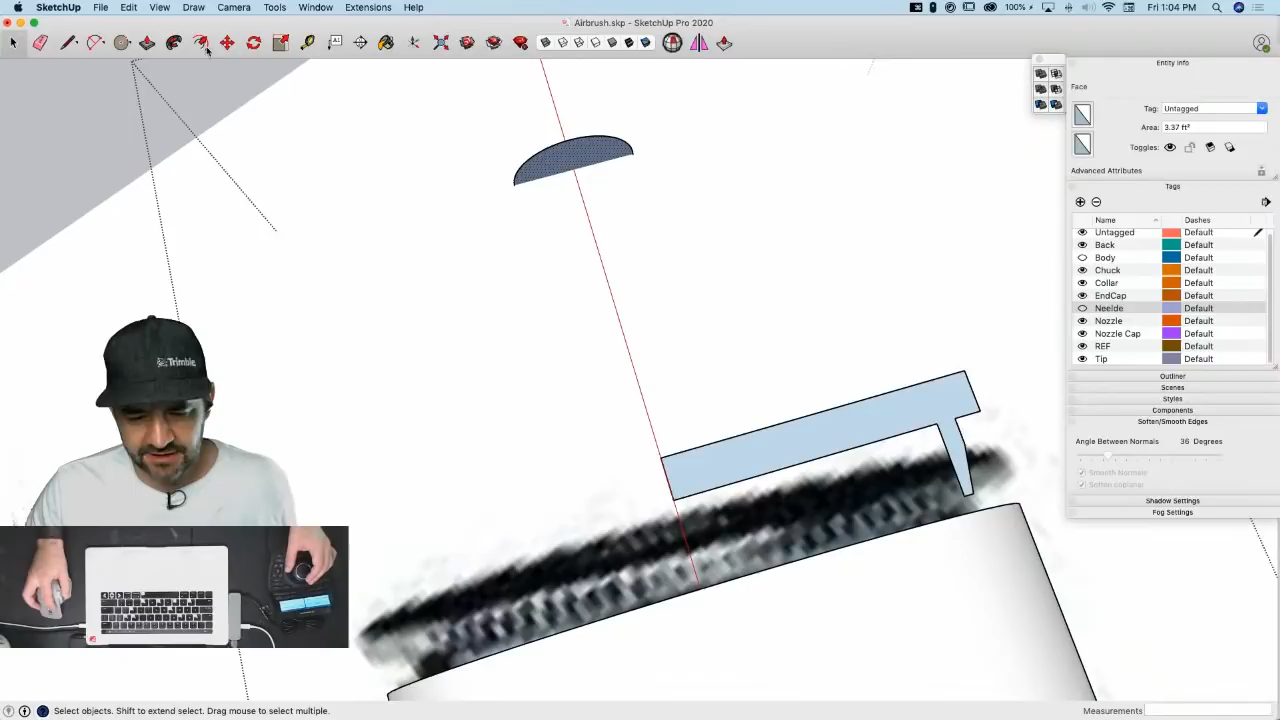 SketchUp File Edit View Draw Camera Tools Window Extensions Help 100% Fri 1:04 PM
Airbrush.skp - SketchUp Pro 2020
Entity Info
Face
Tag: Untagged
Area: 3.37 ft²
Toggles:
Advanced Attributes
Tags
Name Dashes
Untagged Default
Back Default
Body Default
Chuck Default
Collar Default
EndCap Default
Neelde Default
Nozzle Default
Nozzle Cap Default
REF Default
Tip Default
Outliner
Scenes
Styles
Components
Soften/Smooth Edges
Angle Between Normals 36 Degrees
Smooth Normals
Soften coplanar
Shadow Settings
Fog Settings
Trimble
Select objects. Shift to extend select. Drag mouse to select multiple. Measurements